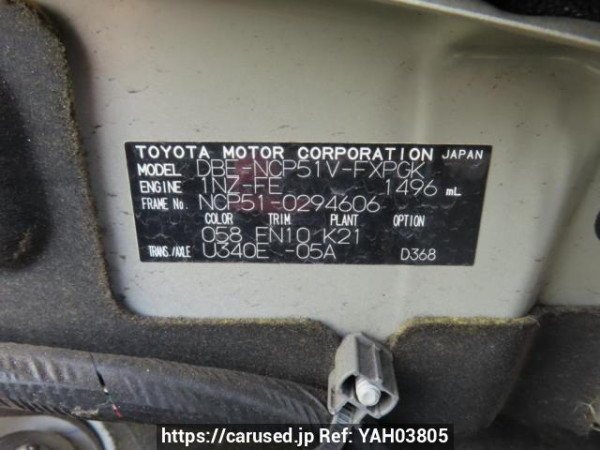 TOYOTA MOTOR CORPORATION JAPAN
MODEL DBE-NCP51V-FXPGK
ENGINE 1NZ-FE 1496 mL
FRAME No. NCP51-0294606
COLOR TRIM PLANT OPTION
058 FN10 K21
TRANS./AXLE U340E -05A D368
https://carused.jp Ref: YAH03805